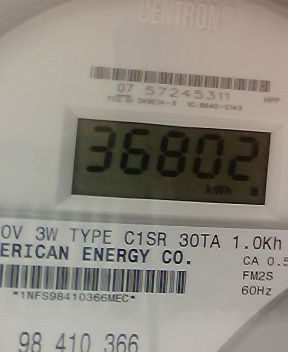 CENTRON®
07 57245311
36802
kWh
0V 3W TYPE C1SR 30TA 1.0Kh
ERICAN ENERGY CO.
CA 0.5
FM2S
*1NFS98410366MEC*
60Hz
98 410 366